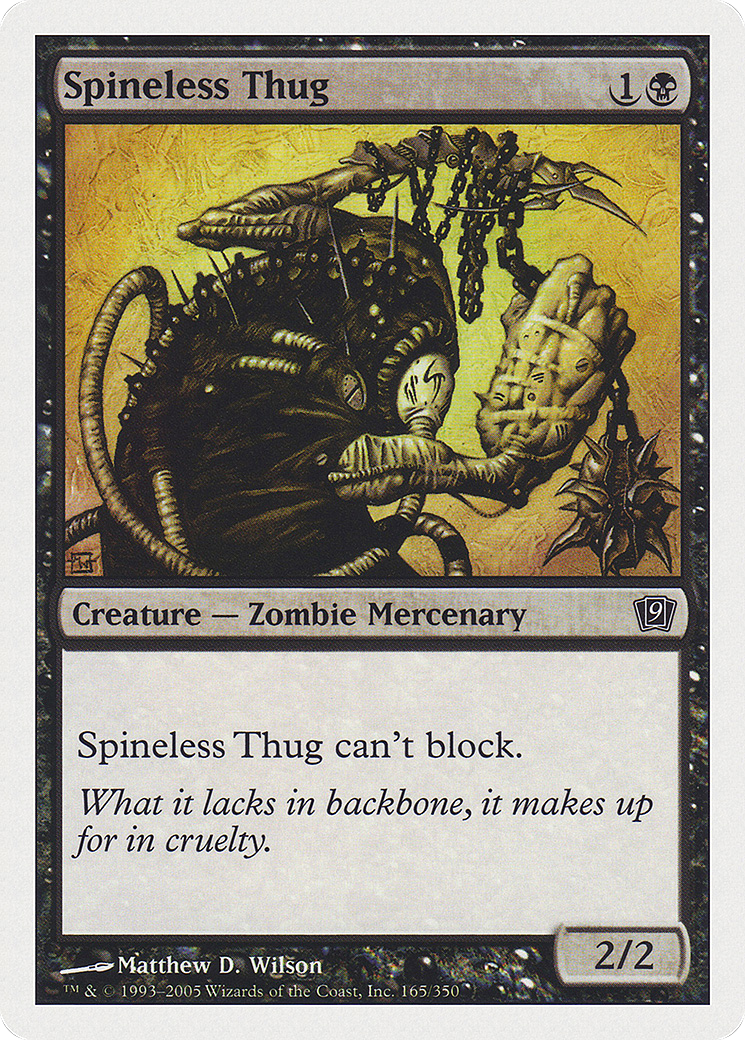 Spineless Thug 1
Creature — Zombie Mercenary 9
Spineless Thug can't block.
What it lacks in backbone, it makes up
for in cruelty.
2/2
Matthew D. Wilson
™ & © 1993–2005 Wizards of the Coast, Inc. 165/350